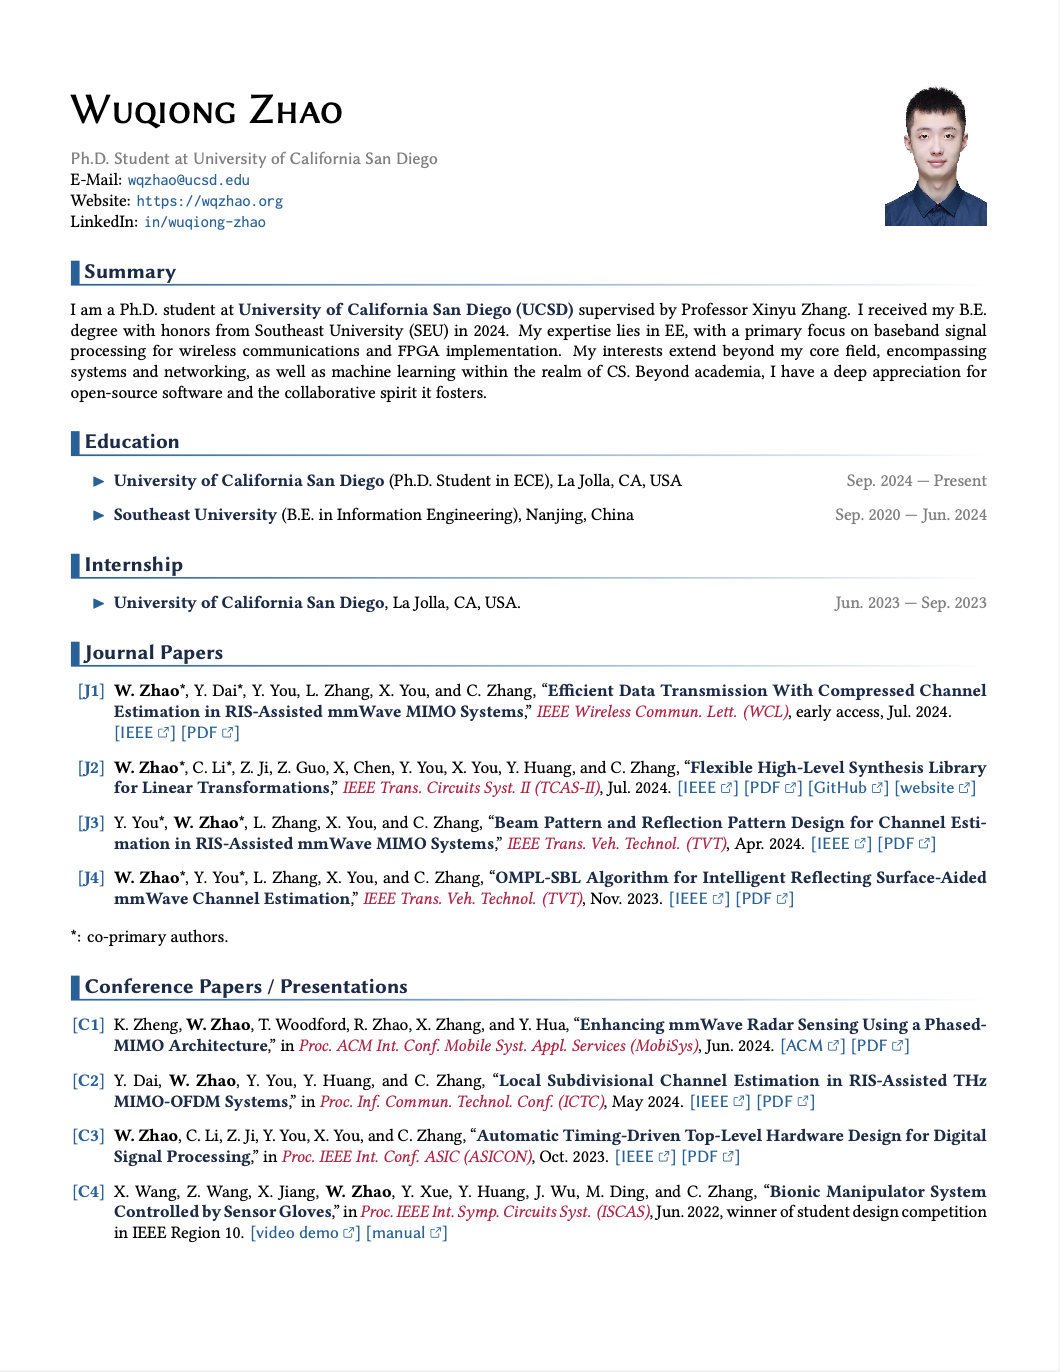 Wuqiong Zhao
Ph.D. Student at University of California San Diego
E-Mail: wqzhao@ucsd.edu
Website: https://wqzhao.org
LinkedIn: in/wuqiong-zhao
Summary
I am a Ph.D. student at University of California San Diego (UCSD) supervised by Professor Xinyu Zhang. I received my B.E.
degree with honors from Southeast University (SEU) in 2024. My expertise lies in EE, with a primary focus on baseband signal
processing for wireless communications and FPGA implementation. My interests extend beyond my core field, encompassing
systems and networking, as well as machine learning within the realm of CS. Beyond academia, I have a deep appreciation for
open-source software and the collaborative spirit it fosters.
Education
► University of California San Diego (Ph.D. Student in ECE), La Jolla, CA, USA Sep. 2024 — Present
► Southeast University (B.E. in Information Engineering), Nanjing, China Sep. 2020 — Jun. 2024
Internship
► University of California San Diego, La Jolla, CA, USA. Jun. 2023 — Sep. 2023
Journal Papers
[J1] W. Zhao*, Y. Dai*, Y. You, L. Zhang, X. You, and C. Zhang, “Efficient Data Transmission With Compressed Channel
Estimation in RIS-Assisted mmWave MIMO Systems,” IEEE Wireless Commun. Lett. (WCL), early access, Jul. 2024.
[IEEE] [PDF]
[J2] W. Zhao*, C. Li*, Z. Ji, Z. Guo, X, Chen, Y. You, X. You, Y. Huang, and C. Zhang, “Flexible High-Level Synthesis Library
for Linear Transformations,” IEEE Trans. Circuits Syst. II (TCAS-II), Jul. 2024. [IEEE] [PDF] [GitHub] [website]
[J3] Y. You*, W. Zhao*, L. Zhang, X. You, and C. Zhang, “Beam Pattern and Reflection Pattern Design for Channel Esti-
mation in RIS-Assisted mmWave MIMO Systems,” IEEE Trans. Veh. Technol. (TVT), Apr. 2024. [IEEE] [PDF]
[J4] W. Zhao*, Y. You*, L. Zhang, X. You, and C. Zhang, “OMPL-SBL Algorithm for Intelligent Reflecting Surface-Aided
mmWave Channel Estimation,” IEEE Trans. Veh. Technol. (TVT), Nov. 2023. [IEEE] [PDF]
*: co-primary authors.
Conference Papers / Presentations
[C1] K. Zheng, W. Zhao, T. Woodford, R. Zhao, X. Zhang, and Y. Hua, “Enhancing mmWave Radar Sensing Using a Phased-
MIMO Architecture,” in Proc. ACM Int. Conf. Mobile Syst. Appl. Services (MobiSys), Jun. 2024. [ACM] [PDF]
[C2] Y. Dai, W. Zhao, Y. You, Y. Huang, and C. Zhang, “Local Subdivisional Channel Estimation in RIS-Assisted THz
MIMO-OFDM Systems,” in Proc. Inf. Commun. Technol. Conf. (ICTC), May 2024. [IEEE] [PDF]
[C3] W. Zhao, C. Li, Z. Ji, Y. You, X. You, and C. Zhang, “Automatic Timing-Driven Top-Level Hardware Design for Digital
Signal Processing,” in Proc. IEEE Int. Conf. ASIC (ASICON), Oct. 2023. [IEEE] [PDF]
[C4] X. Wang, Z. Wang, X. Jiang, W. Zhao, Y. Xue, Y. Huang, J. Wu, M. Ding, and C. Zhang, “Bionic Manipulator System
Controlled by Sensor Gloves,” in Proc. IEEE Int. Symp. Circuits Syst. (ISCAS), Jun. 2022, winner of student design competition
in IEEE Region 10. [video demo] [manual]